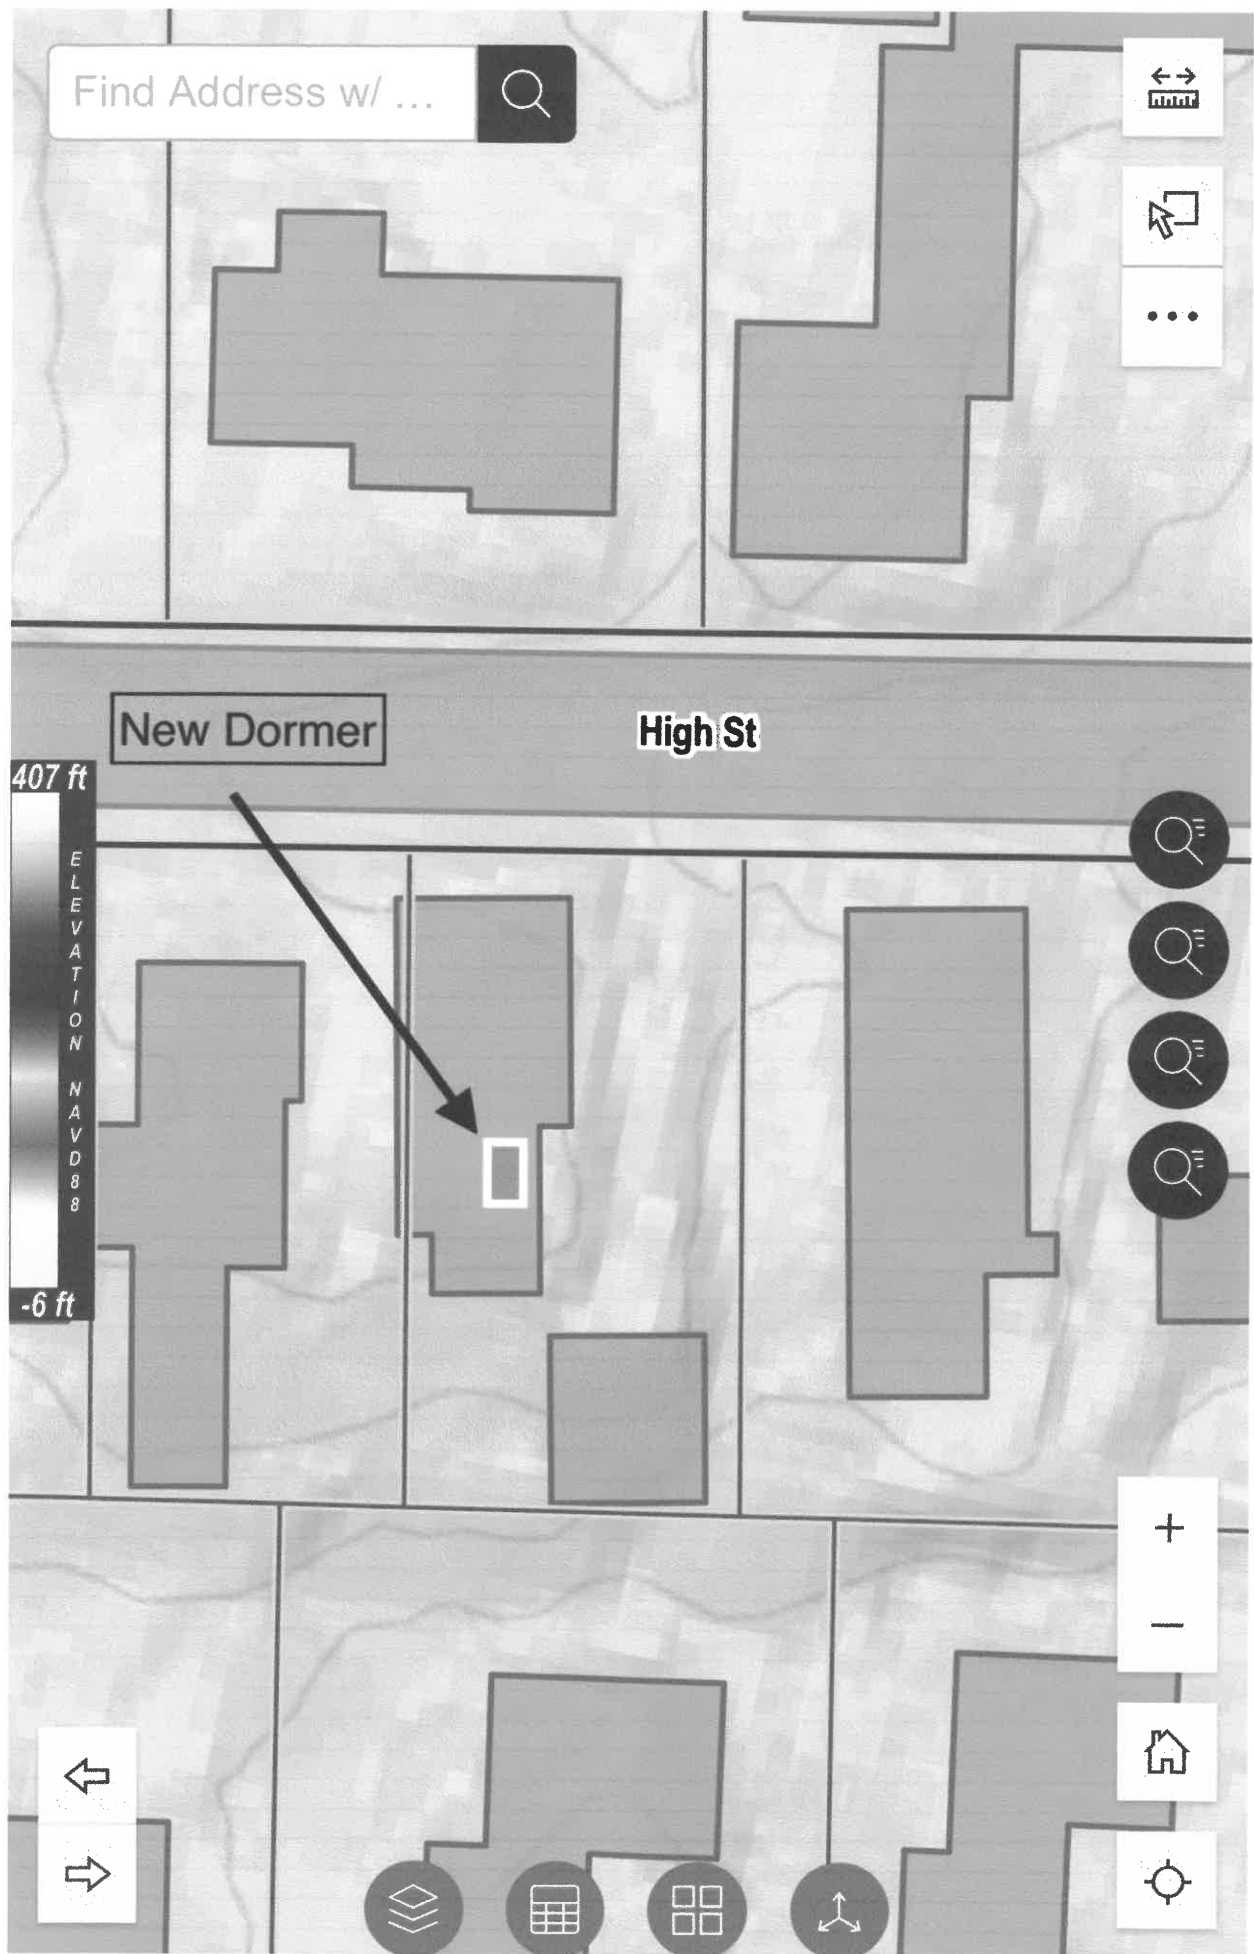 Find Address w/ ...
New Dormer
High St
407 ft
ELEVATION NAVD88
-6 ft